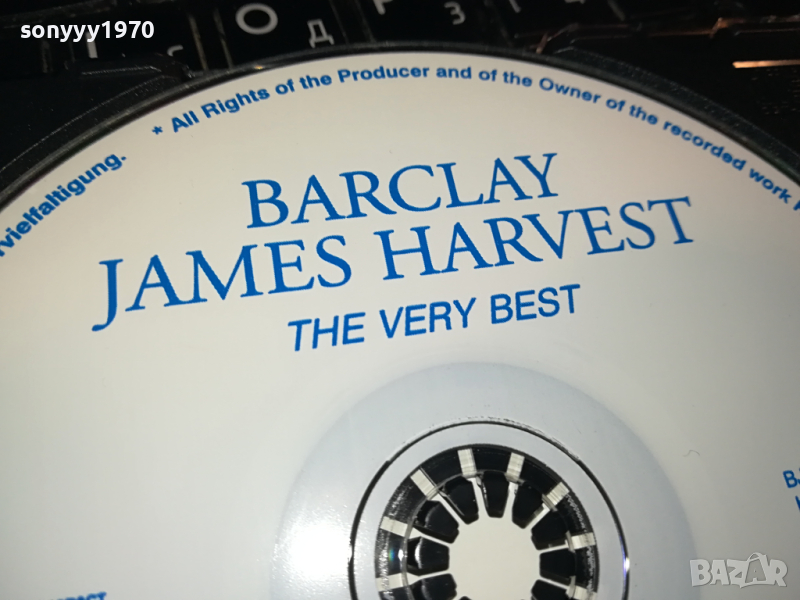 sonyyy1970
* All Rights of the Producer and of the Owner of the recorded work
BARCLAY
JAMES HARVEST
THE VERY BEST
BAZAR